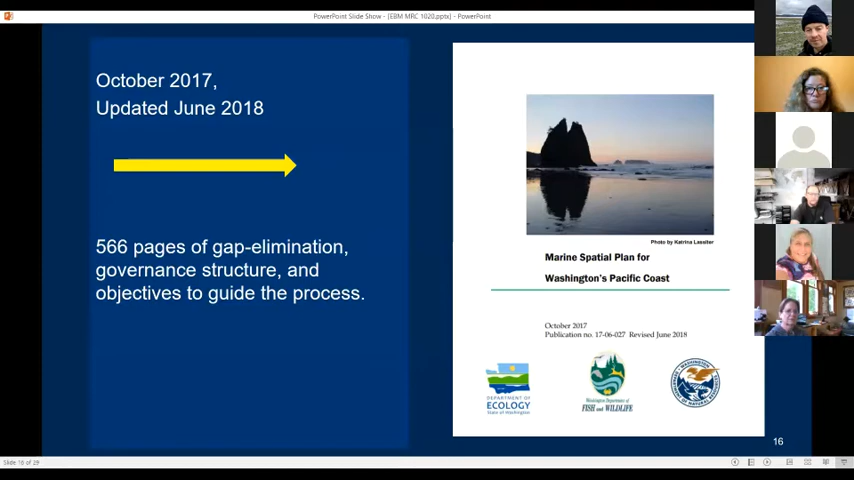 PowerPoint Slide Show - [EBM MRC 1020.pptx] - PowerPoint
October 2017,
Updated June 2018
566 pages of gap-elimination,
governance structure, and
objectives to guide the process.
Photo by Katrina Lassiter
Marine Spatial Plan for
Washington's Pacific Coast
October 2017
Publication no. 17-06-027 Revised June 2018
DEPARTMENT OF
ECOLOGY
State of Washington
Washington Department of
FISH and WILDLIFE
16
Slide 16 of 29